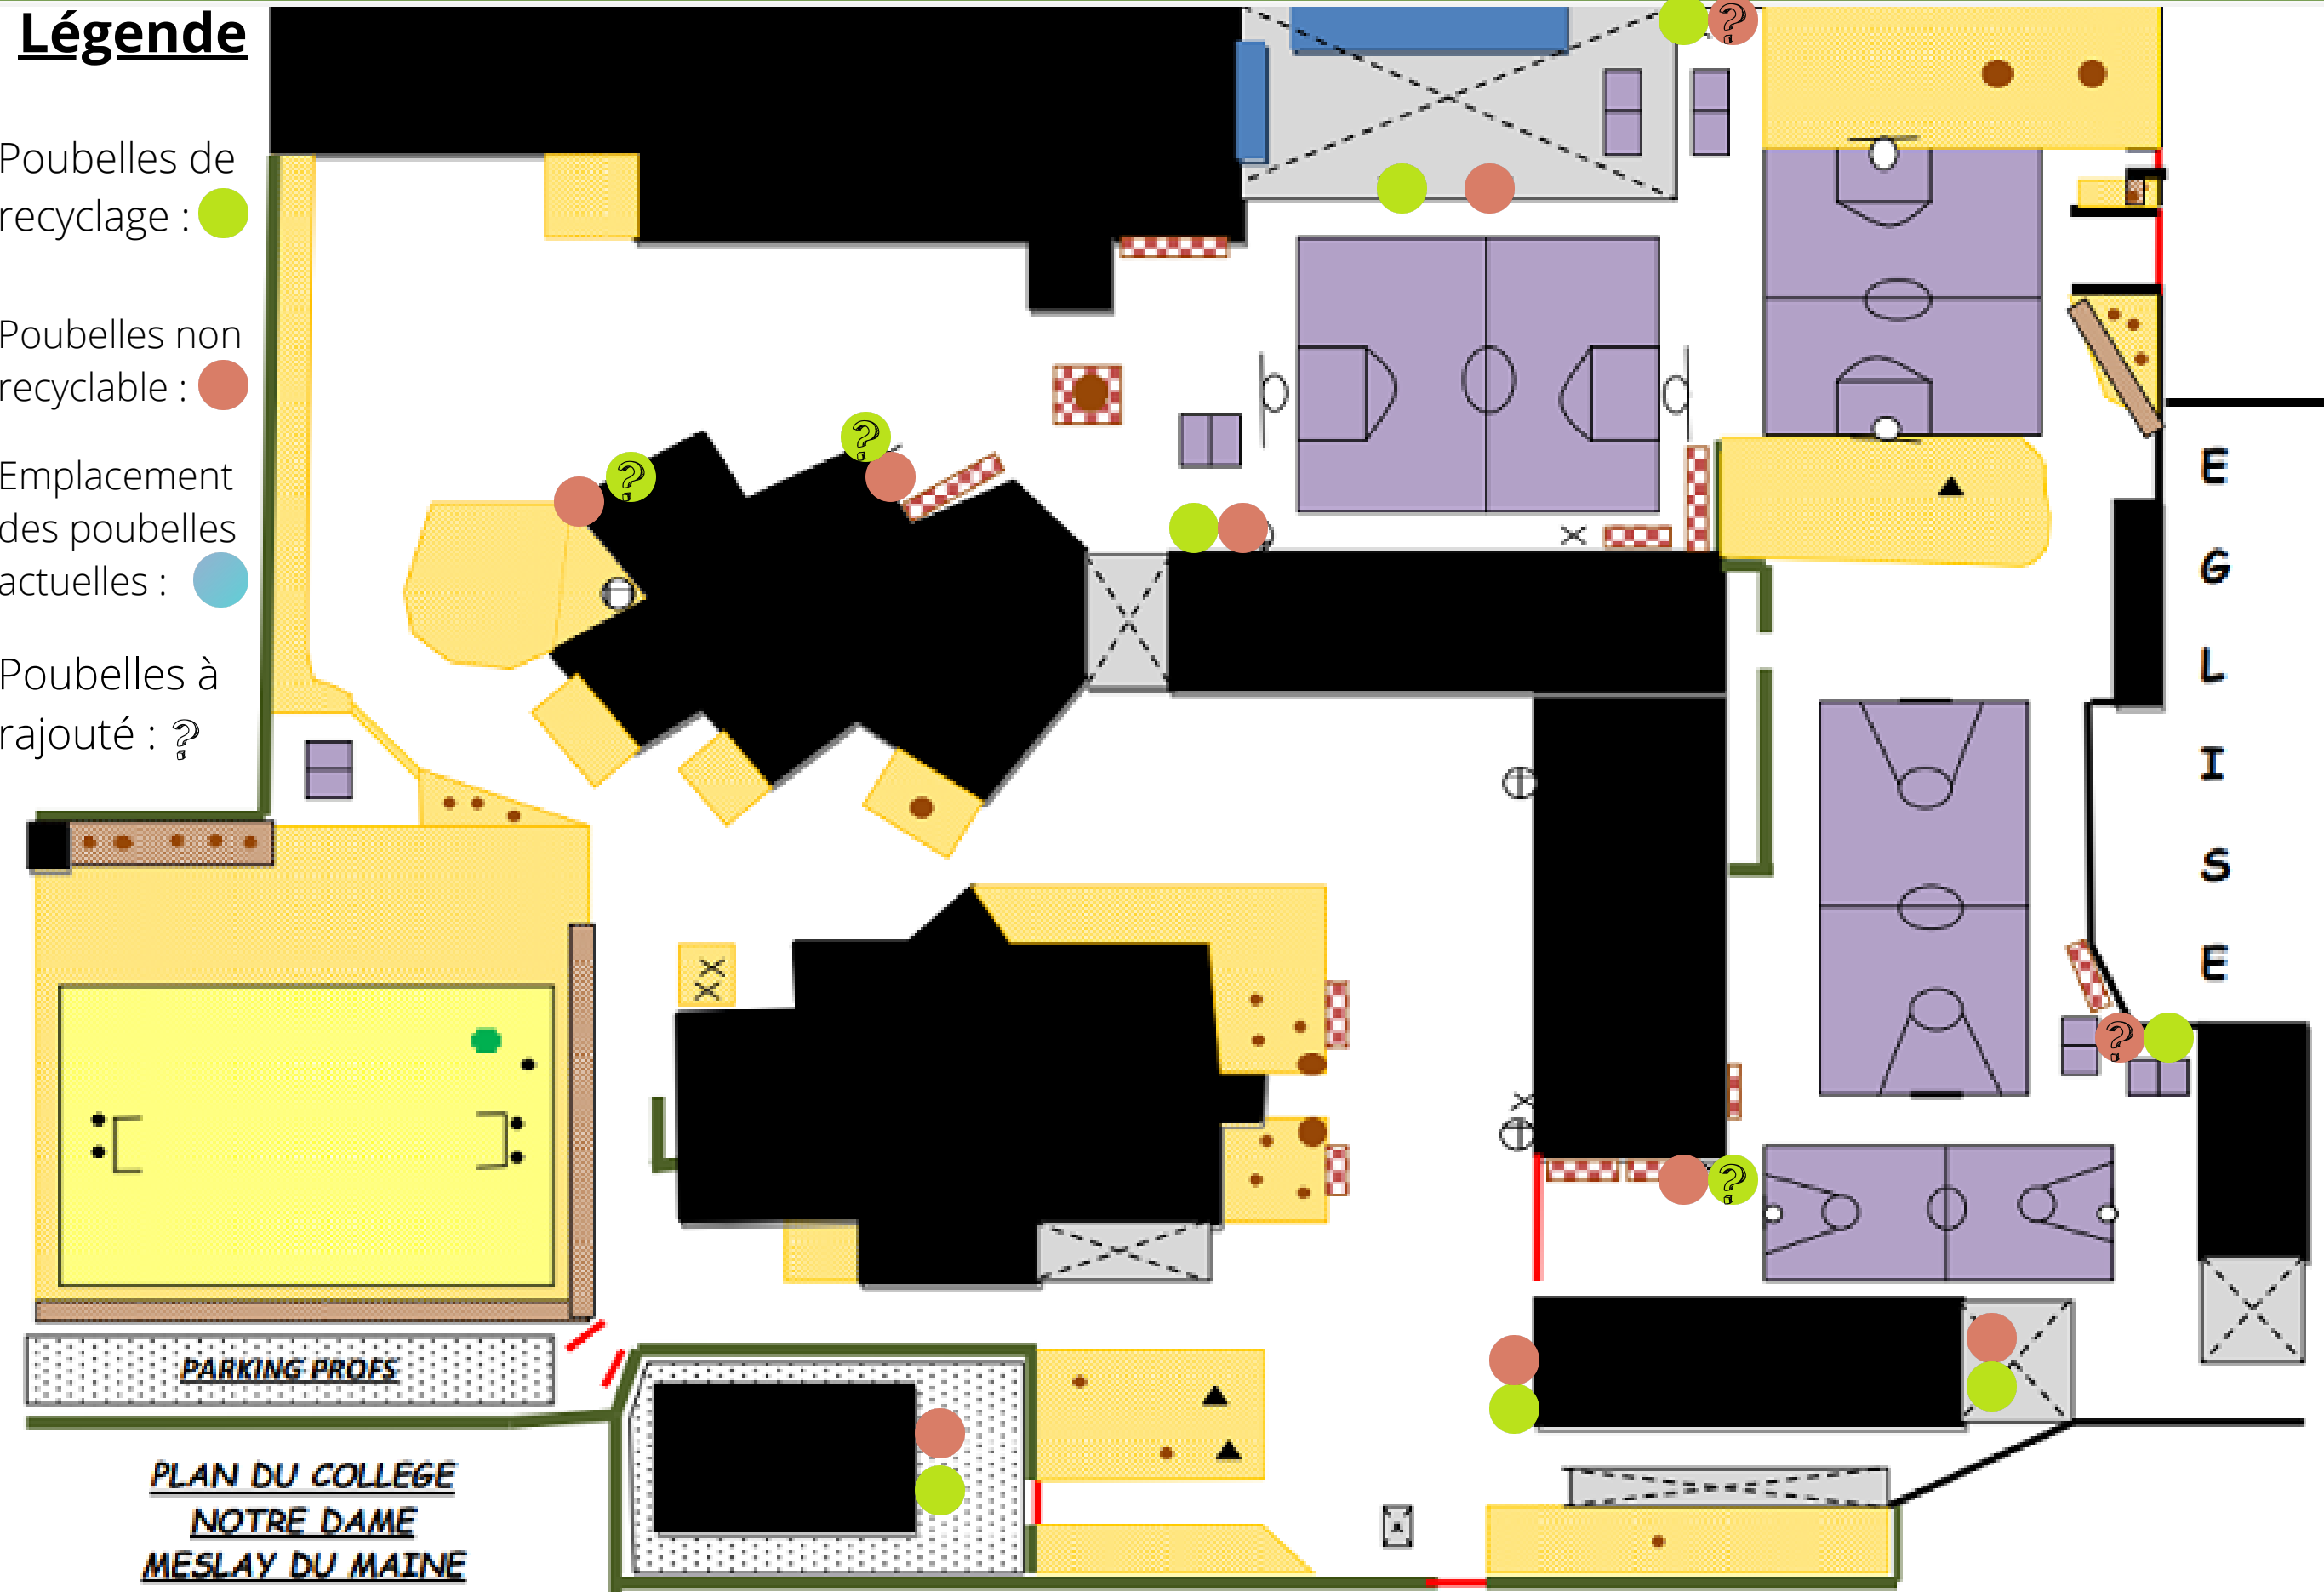 Légende
Poubelles de
recyclage :
Poubelles non
recyclable :
Emplacement
des poubelles
actuelles :
Poubelles à
rajouté : ?
?
?
?
?
?
?
E
G
L
I
S
E
X
X
X
X
PARKING PROFS
PLAN DU COLLEGE
NOTRE DAME
MESLAY DU MAINE